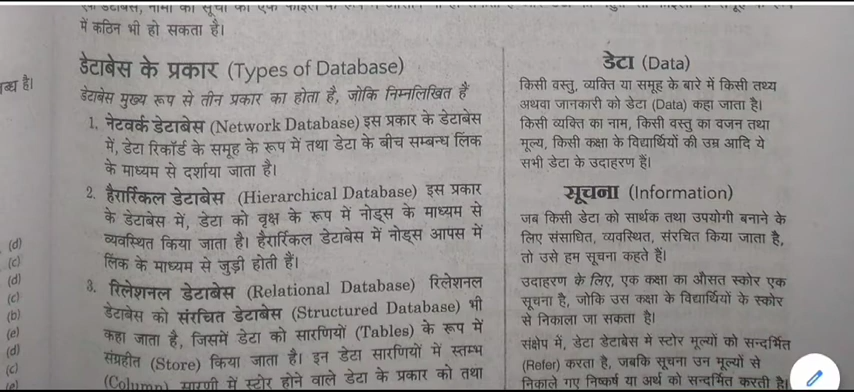 में कठिन भी हो सकता है।
डेटाबेस के प्रकार (Types of Database)
डेटाबेस मुख्य रूप से तीन प्रकार का होता है, जोकि निम्नलिखित हैं
1. नेटवर्क डेटाबेस (Network Database) इस प्रकार के डेटाबेस
में, डेटा रिकॉर्ड के समूह के रूप में तथा डेटा के बीच सम्बन्ध लिंक
के माध्यम से दर्शाया जाता है।
2. हैरार्रिकल डेटाबेस (Hierarchical Database) इस प्रकार
के डेटाबेस में, डेटा को वृक्ष के रूप में नोड्स के माध्यम से
व्यवस्थित किया जाता है। हैरार्रिकल डेटाबेस में नोड्स आपस में
लिंक के माध्यम से जुड़ी होती हैं।
3. रिलेशनल डेटाबेस (Relational Database) रिलेशनल
डेटाबेस को संरचित डेटाबेस (Structured Database) भी
कहा जाता है, जिसमें डेटा को सारणियों (Tables) के रूप में
संग्रहीत (Store) किया जाता है। इन डेटा सारणियों में स्तम्भ
(Column) सारणी में स्टोर होने वाले डेटा के प्रकार को तथा
डेटा (Data)
किसी वस्तु, व्यक्ति या समूह के बारे में किसी तथ्य
अथवा जानकारी को डेटा (Data) कहा जाता है।
किसी व्यक्ति का नाम, किसी वस्तु का वजन तथा
मूल्य, किसी कक्षा के विद्यार्थियों की उम्र आदि ये
सभी डेटा के उदाहरण हैं।
सूचना (Information)
जब किसी डेटा को सार्थक तथा उपयोगी बनाने के
लिए संसाधित, व्यवस्थित, संरचित किया जाता है,
तो उसे हम सूचना कहते हैं।
उदाहरण के लिए, एक कक्षा का औसत स्कोर एक
सूचना है, जोकि उस कक्षा के विद्यार्थियों के स्कोर
से निकाला जा सकता है।
संक्षेप में, डेटा डेटाबेस में स्टोर मूल्यों को सन्दर्भित
(Refer) करता है, जबकि सूचना उन मूल्यों से
निकाले गए निष्कर्ष या अर्थ को सन्दर्भित करती है।
है।
(d)
(c)
(d)
(c)
(b)
(e)
(d)
(c)